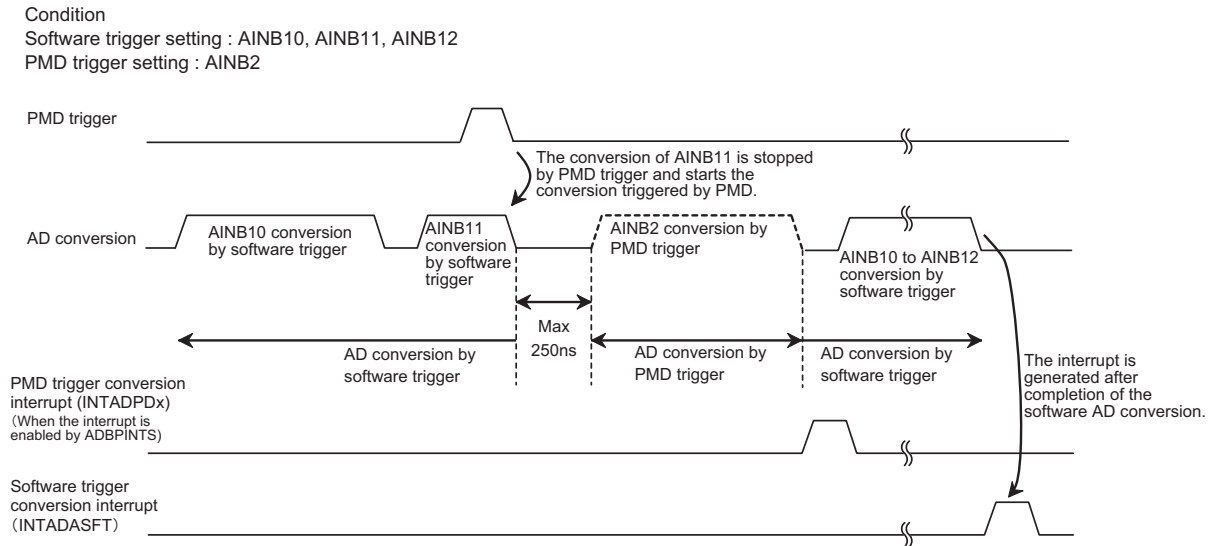 Condition
Software trigger setting : AINB10, AINB11, AINB12
PMD trigger setting : AINB2
PMD trigger
The conversion of AINB11 is stopped
by PMD trigger and starts the
conversion triggered by PMD.
AD conversion
AINB10 conversion
by software trigger
AINB11
conversion
by software
trigger
AINB2 conversion by
PMD trigger
AINB10 to AINB12
conversion by
software trigger
Max
250ns
AD conversion by
software trigger
AD conversion by
PMD trigger
AD conversion by
software trigger
The interrupt is
generated after
completion of the
software AD conversion.
PMD trigger conversion
interrupt (INTADPDx)
(When the interrupt is
enabled by ADBPINTS)
Software trigger
conversion interrupt
(INTADASFT)